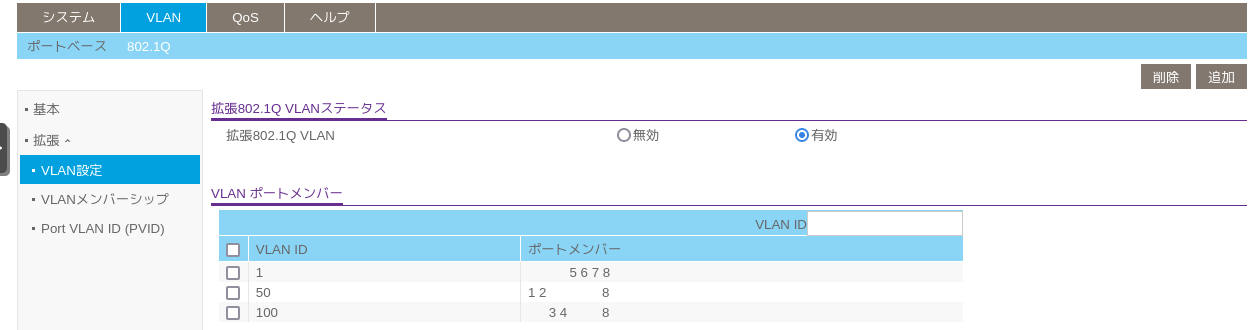 システム VLAN QoS ヘルプ
ポートベース 802.1Q
削除 追加
基本
拡張
VLAN設定
VLANメンバーシップ
Port VLAN ID (PVID)
拡張802.1Q VLANステータス
拡張802.1Q VLAN 無効 有効
VLAN ポートメンバー
VLAN ID
VLAN ID ポートメンバー
1 5 6 7 8
50 1 2 8
100 3 4 8